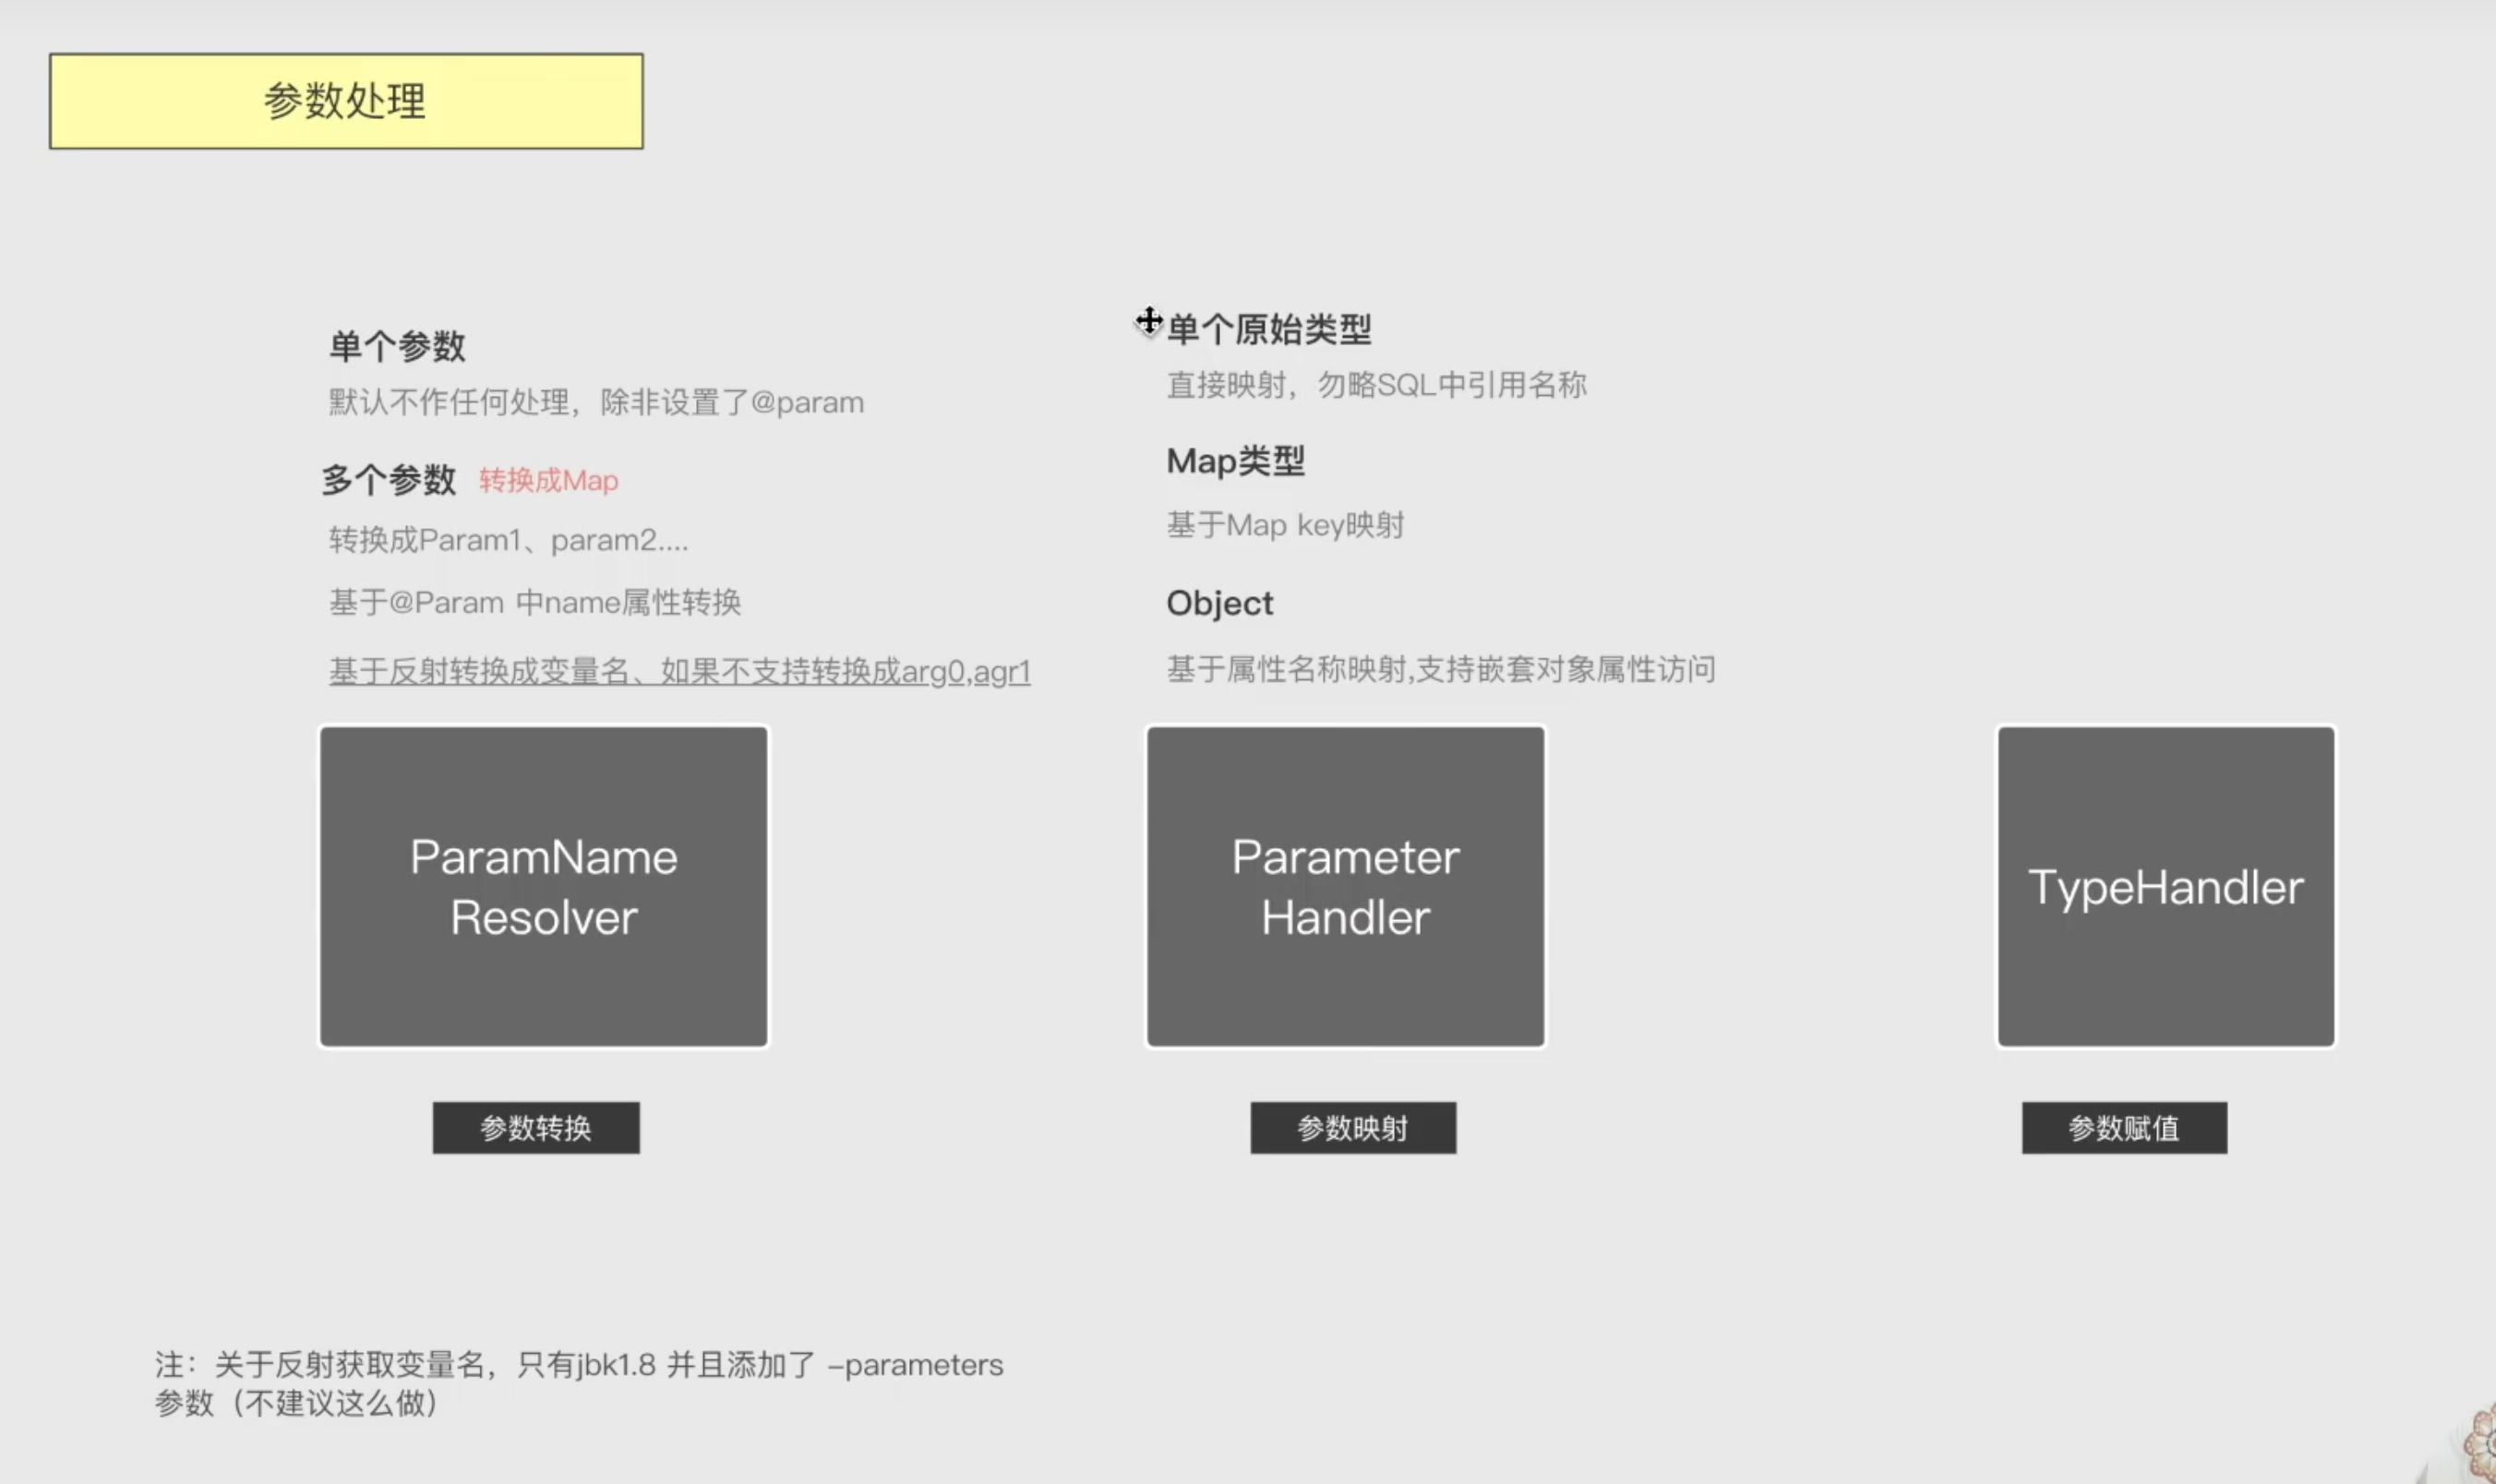 参数处理
单个参数
默认不作任何处理，除非设置了@param
多个参数 转换成Map
转换成Param1、param2....
基于@Param 中name属性转换
基于反射转换成变量名、如果不支持转换成arg0,agr1
单个原始类型
直接映射，勿略SQL中引用名称
Map类型
基于Map key映射
Object
基于属性名称映射,支持嵌套对象属性访问
ParamName
Resolver
Parameter
Handler
TypeHandler
参数转换
参数映射
参数赋值
注：关于反射获取变量名，只有jbk1.8 并且添加了 –parameters
参数（不建议这么做）